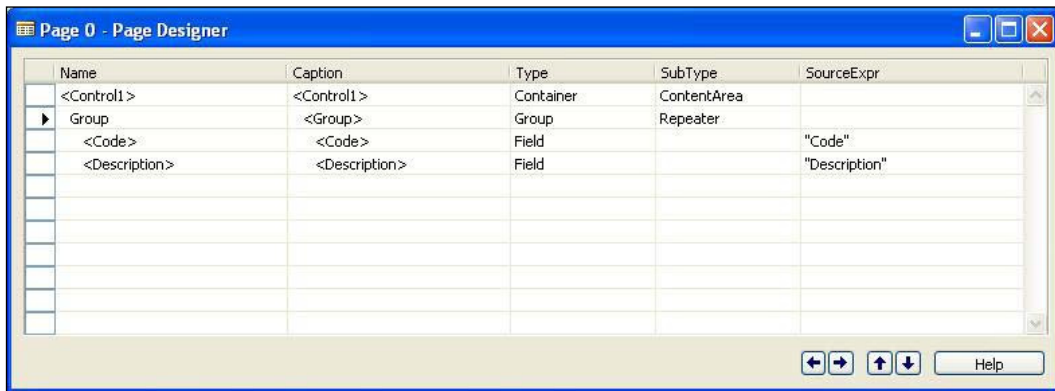 Page 0 - Page Designer
Name Caption Type SubType SourceExpr
<Control1> <Control1> Container ContentArea
Group <Group> Group Repeater
<Code> <Code> Field "Code"
<Description> <Description> Field "Description"
Help